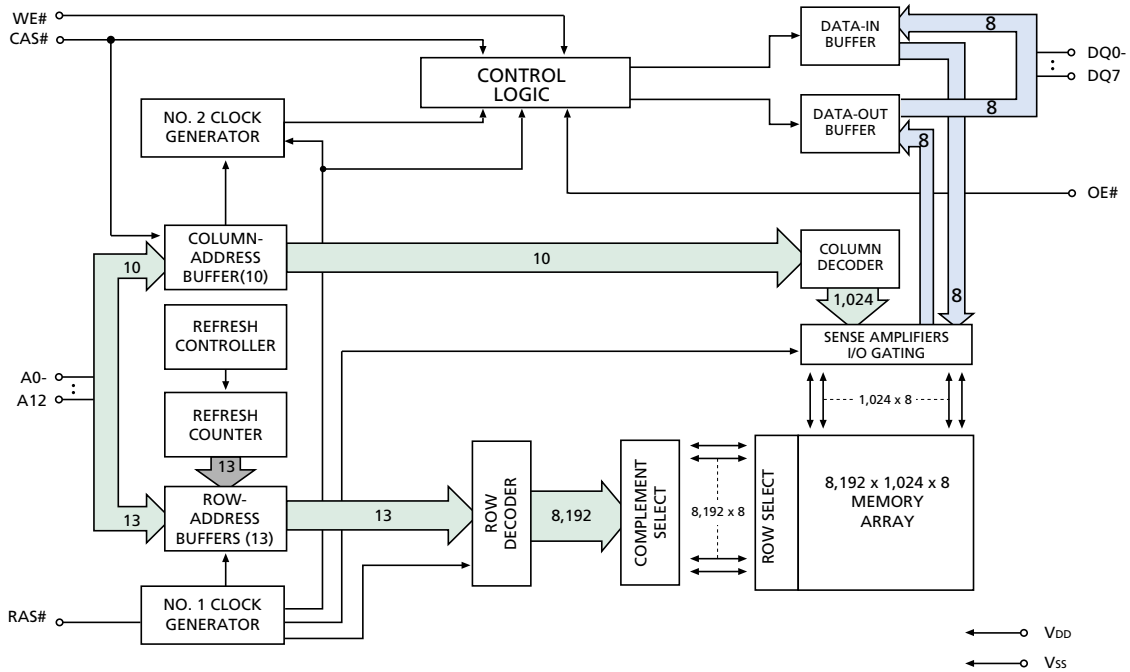 WE#
CAS#
NO. 2 CLOCK
GENERATOR
CONTROL
LOGIC
DATA-IN
BUFFER
8
DQ0-
:
DQ7
DATA-OUT
BUFFER
8
8
OE#
COLUMN-
ADDRESS
BUFFER(10)
10
10
COLUMN
DECODER
1,024
8
REFRESH
CONTROLLER
SENSE AMPLIFIERS
I/O GATING
A0-
:
A12
REFRESH
COUNTER
1,024 x 8
13
ROW-
ADDRESS
BUFFERS (13)
13
13
ROW
DECODER
8,192
COMPLEMENT
SELECT
8,192 x 8
ROW SELECT
8,192 x 1,024 x 8
MEMORY
ARRAY
RAS#
NO. 1 CLOCK
GENERATOR
VDD
VSS